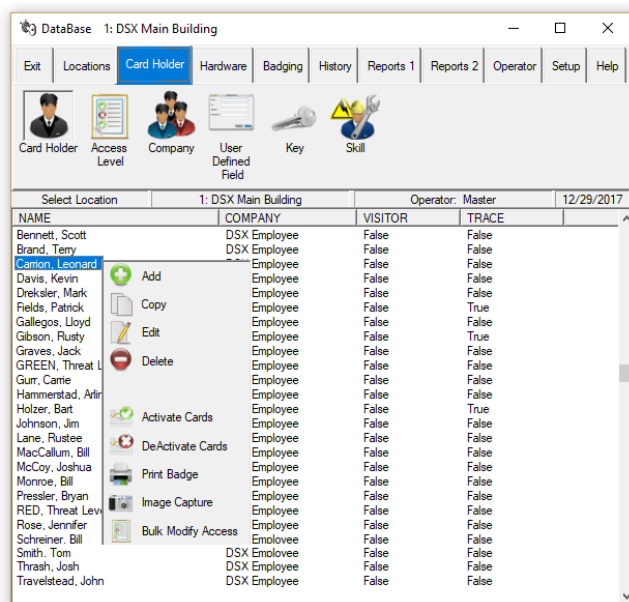 DataBase 1: DSX Main Building
Exit Locations Card Holder Hardware Badging History Reports 1 Reports 2 Operator Setup Help
Card Holder Access Level Company User Defined Field Key Skill
Select Location 1: DSX Main Building Operator: Master 12/29/2017
NAME COMPANY VISITOR TRACE
Bennett, Scott DSX Employee False False
Brand, Terry DSX Employee False False
Carrion, Leonard Employee False False
Davis, Kevin Employee False False
Dreksler, Mark Employee False False
Fields, Patrick Employee False True
Gallegos, Lloyd Employee False False
Gibson, Rusty Employee False True
Graves, Jack Employee False False
GREEN, Threat L Employee False False
Gurr, Carrie Employee False False
Hammerstad, Arlin Employee False False
Holzer, Bart Employee False True
Johnson, Jim Employee False False
Lane, Rustee Employee False False
MacCallum, Bill Employee False False
McCoy, Joshua Employee False False
Monroe, Bill Employee False False
Pressler, Bryan Employee False False
RED, Threat Leve Employee False False
Rose, Jennifer Employee False False
Schreiner, Bill Employee False False
Smith, Tom DSX Employee False False
Thrash, Josh DSX Employee False False
Travelstead, John DSX Employee False False
Add
Copy
Edit
Delete
Activate Cards
DeActivate Cards
Print Badge
Image Capture
Bulk Modify Access